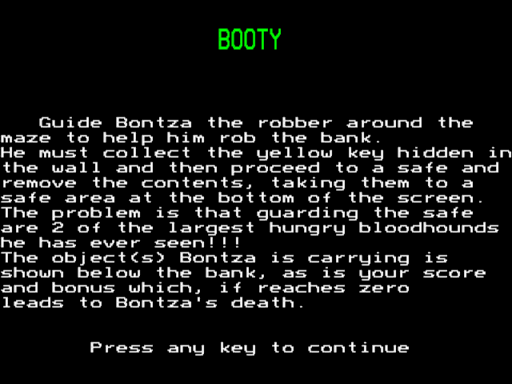 BOOTY
Guide Bontza the robber around the
maze to help him rob the bank.
He must collect the yellow key hidden in
the wall and then proceed to a safe and
remove the contents, taking them to a
safe area at the bottom of the screen.
The problem is that guarding the safe
are 2 of the largest hungry bloodhounds
he has ever seen!!!
The object(s) Bontza is carrying is
shown below the bank, as is your score
and bonus which, if reaches zero
leads to Bontza's death.
Press any key to continue